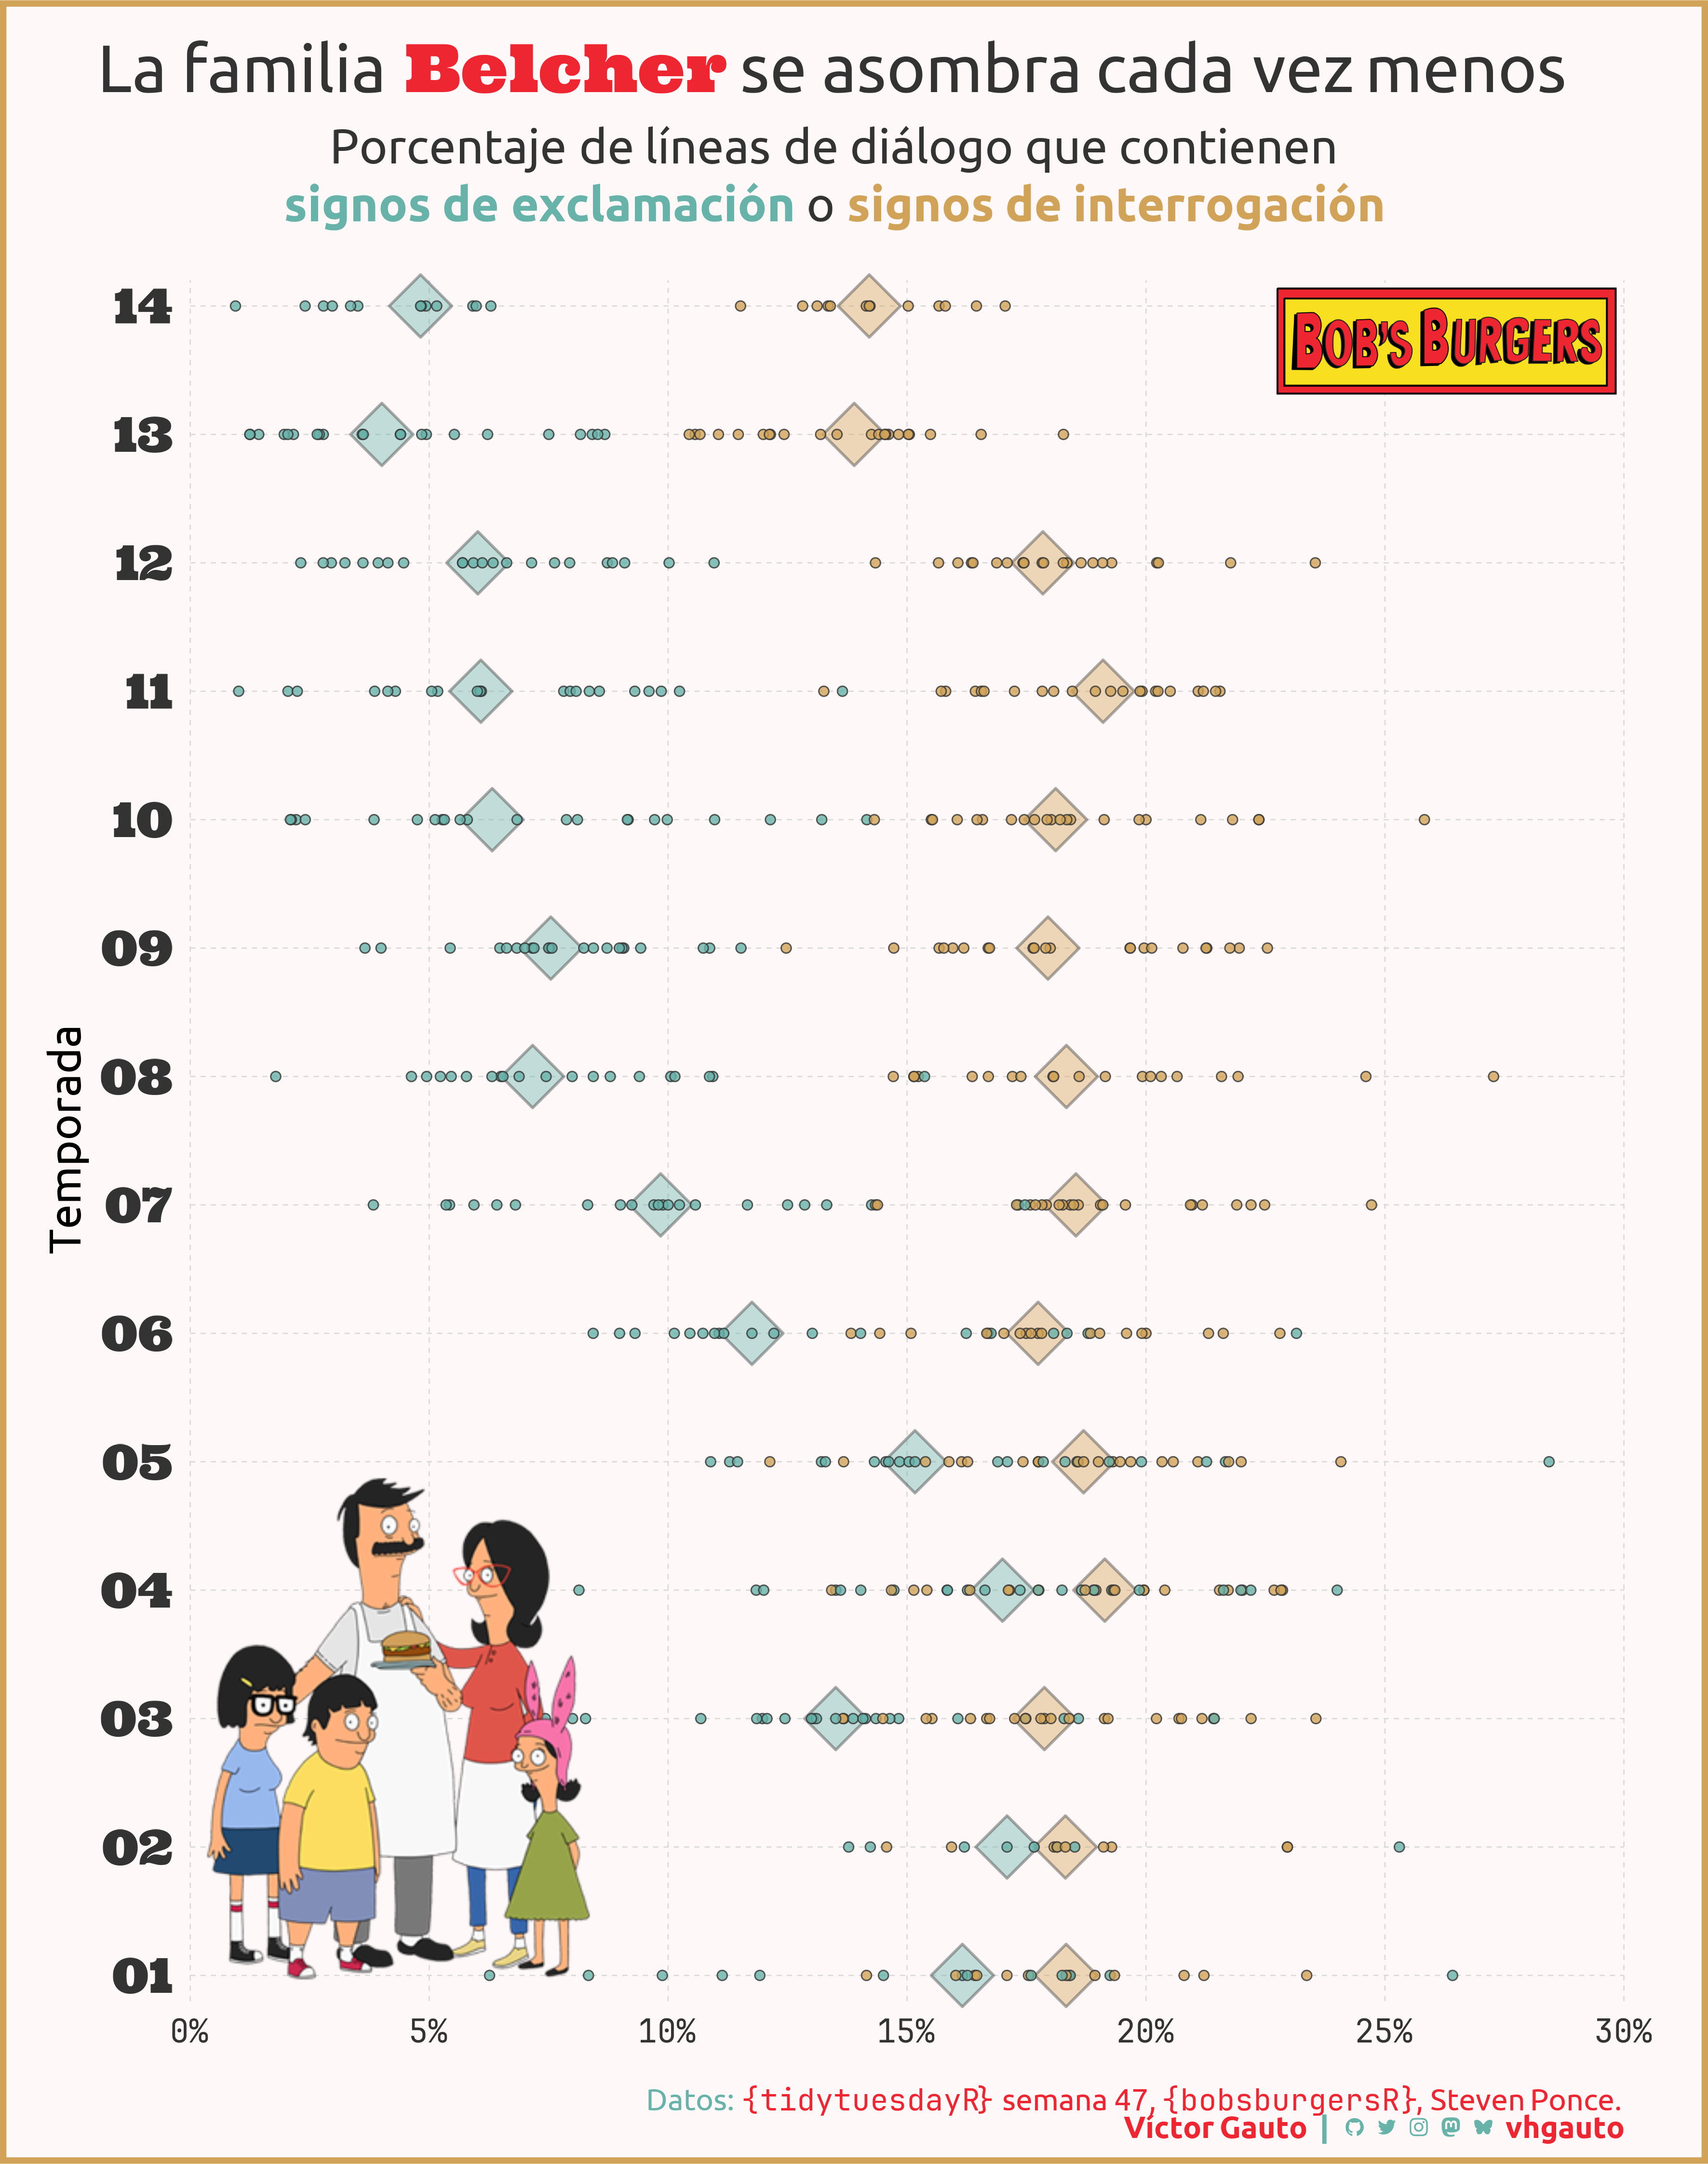 La familia Belcher se asombra cada vez menos
Porcentaje de líneas de diálogo que contienen
signos de exclamación o signos de interrogación
14
BOB'S BURGERS
13
12
11
10
09
08
Temporada
07
06
05
04
03
02
01
0% 5% 10% 15% 20% 25% 30%
Datos: {tidytuesdayR} semana 47, {bobsburgersR}, Steven Ponce.
Víctor Gauto | vhgauto